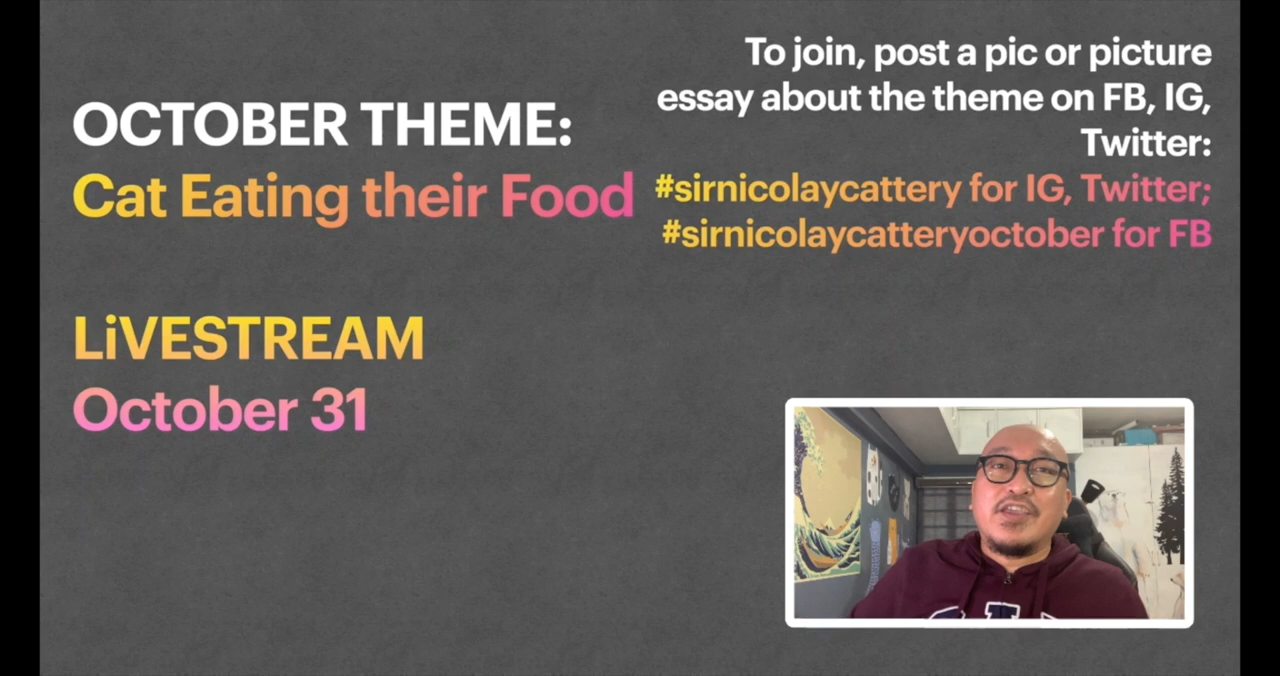 OCTOBER THEME:
Cat Eating their Food
LiVESTREAM
October 31
To join, post a pic or picture
essay about the theme on FB, IG,
Twitter:
#sirnicolaycattery for IG, Twitter;
#sirnicolaycatteryoctober for FB